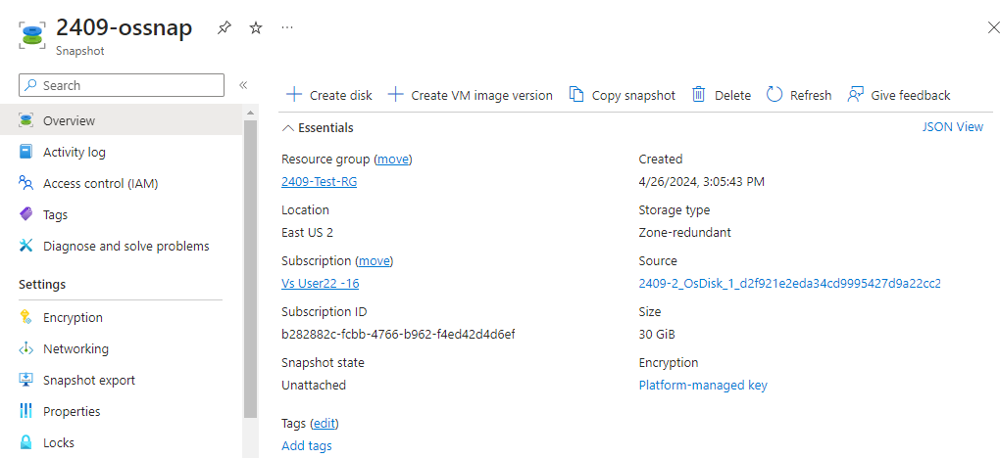 2409-ossnap
Snapshot
Search
Overview
Activity log
Access control (IAM)
Tags
Diagnose and solve problems
Settings
Encryption
Networking
Snapshot export
Properties
Locks
Create disk Create VM image version Copy snapshot Delete Refresh Give feedback
Essentials
JSON View
Resource group (move)
2409-Test-RG
Location
East US 2
Subscription (move)
Vs User22 -16
Subscription ID
b282882c-fcbb-4766-b962-f4ed42d4d6ef
Snapshot state
Unattached
Created
4/26/2024, 3:05:43 PM
Storage type
Zone-redundant
Source
2409-2_OsDisk_1_d2f921e2eda34cd9995427d9a22cc2
Size
30 GiB
Encryption
Platform-managed key
Tags (edit)
Add tags